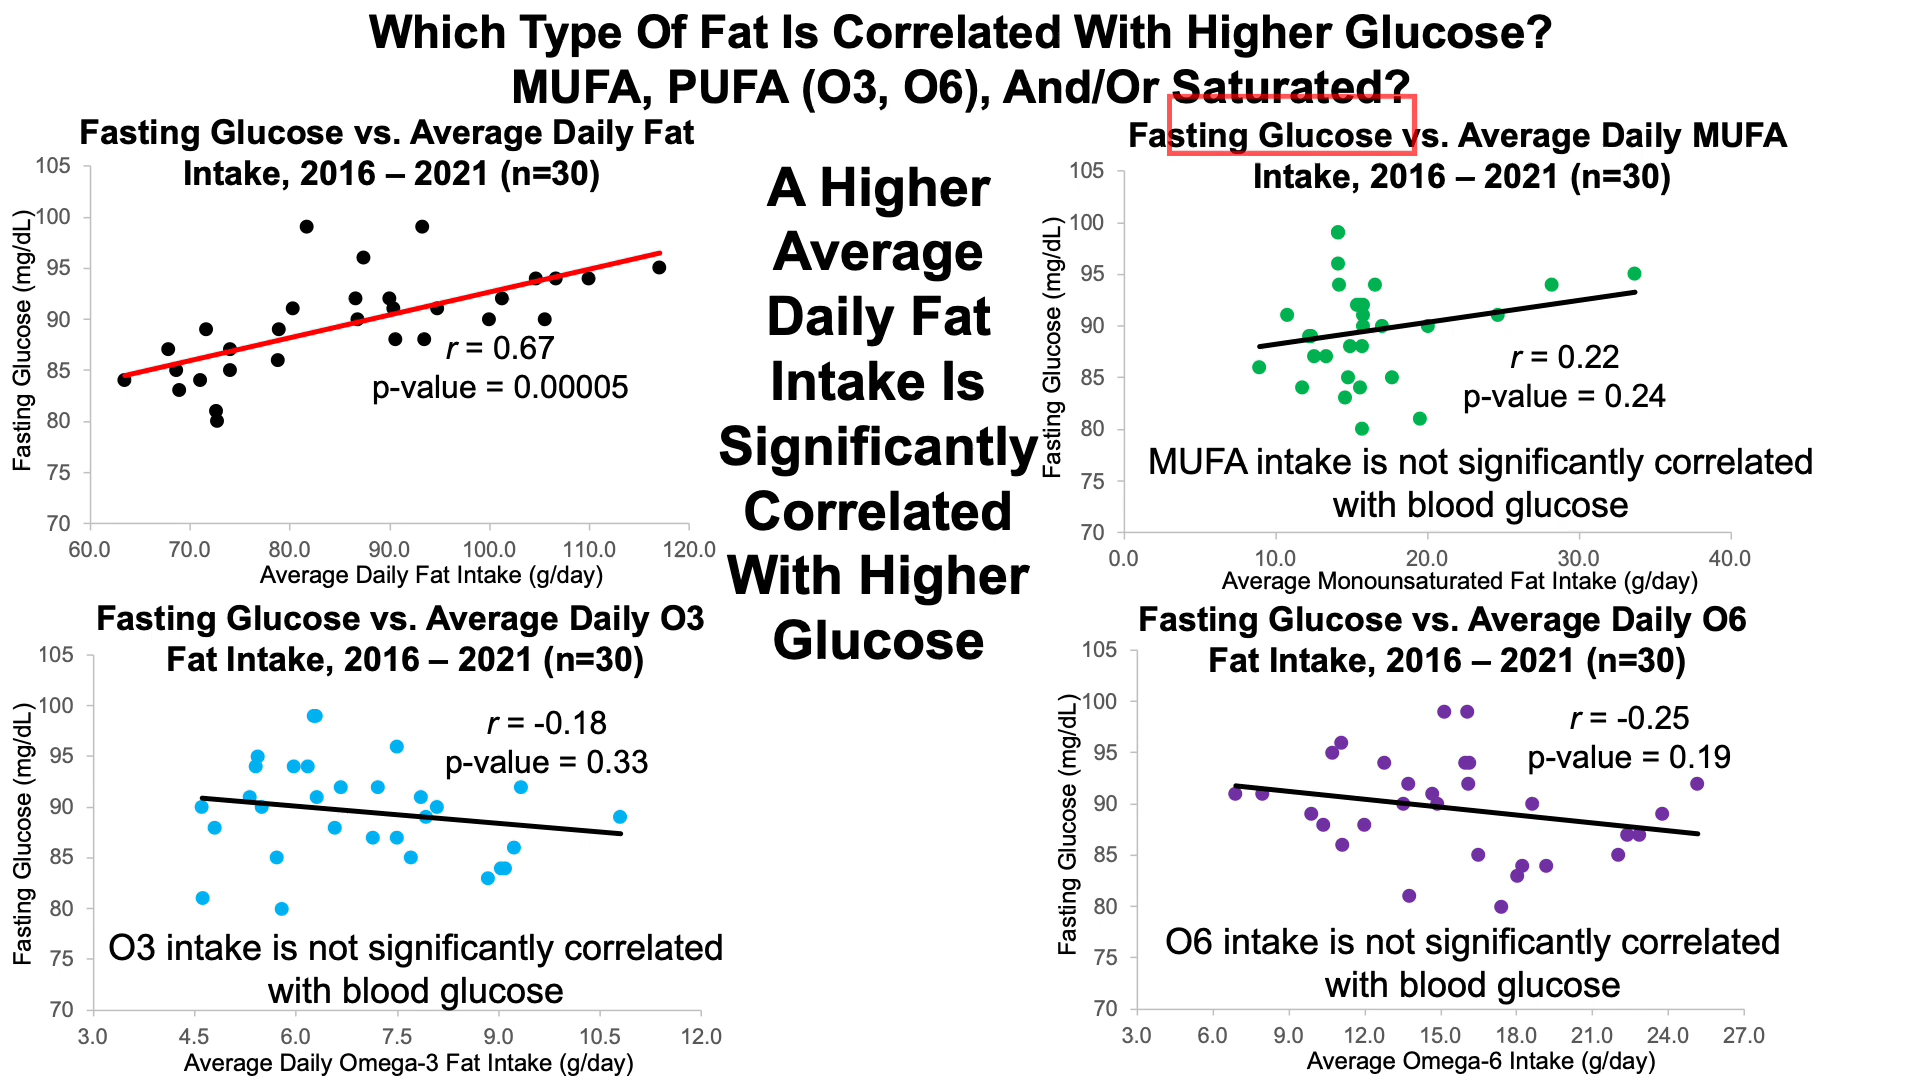 Which Type Of Fat Is Correlated With Higher Glucose?
MUFA, PUFA (O3, O6), And/Or Saturated?
Fasting Glucose vs. Average Daily Fat
Intake, 2016 – 2021 (n=30)
105
100
95
90
85
80
75
70
Fasting Glucose (mg/dL)
r = 0.67
p-value = 0.00005
60.0 70.0 80.0 90.0 100.0 110.0 120.0
Average Daily Fat Intake (g/day)
A Higher
Average
Daily Fat
Intake Is
Significantly
Correlated
With Higher
Glucose
Fasting Glucose vs. Average Daily MUFA
Intake, 2016 – 2021 (n=30)
105
100
95
90
85
80
75
70
Fasting Glucose (mg/dL)
r = 0.22
p-value = 0.24
MUFA intake is not significantly correlated
with blood glucose
0.0 10.0 20.0 30.0 40.0
Average Monounsaturated Fat Intake (g/day)
Fasting Glucose vs. Average Daily O3
Fat Intake, 2016 – 2021 (n=30)
105
100
95
90
85
80
75
70
Fasting Glucose (mg/dL)
r = -0.18
p-value = 0.33
O3 intake is not significantly correlated
with blood glucose
3.0 4.5 6.0 7.5 9.0 10.5 12.0
Average Daily Omega-3 Fat Intake (g/day)
Fasting Glucose vs. Average Daily O6
Fat Intake, 2016 – 2021 (n=30)
105
100
95
90
85
80
75
70
Fasting Glucose (mg/dL)
r = -0.25
p-value = 0.19
O6 intake is not significantly correlated
with blood glucose
3.0 6.0 9.0 12.0 15.0 18.0 21.0 24.0 27.0
Average Omega-6 Intake (g/day)